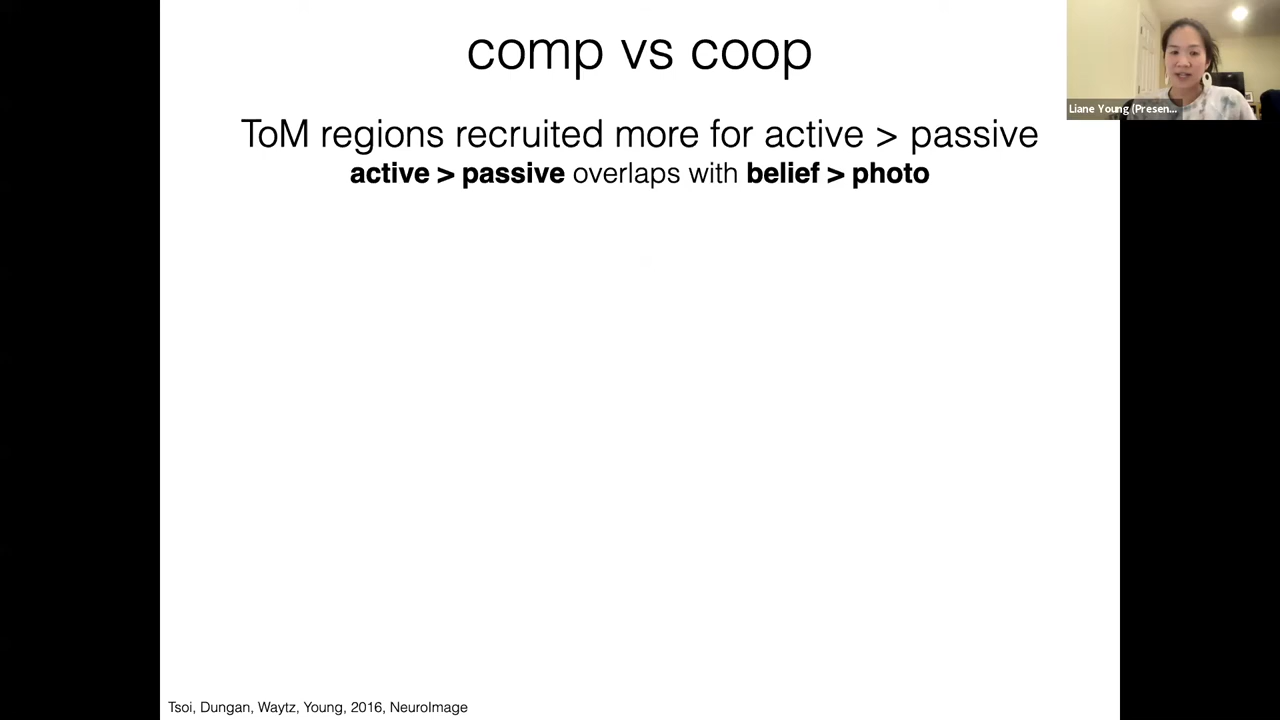 comp vs coop
Liane Young (Presen...
ToM regions recruited more for active > passive
active > passive overlaps with belief > photo
Tsoi, Dungan, Waytz, Young, 2016, NeuroImage